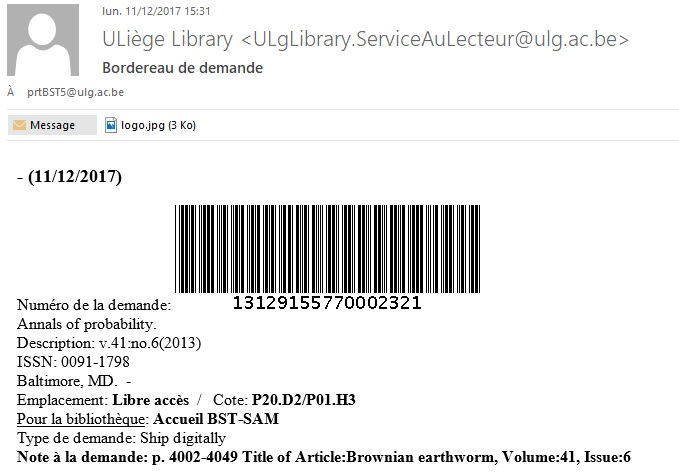 lun. 11/12/2017 15:31
ULiège Library <ULgLibrary.ServiceAuLecteur@ulg.ac.be>
Bordereau de demande
À prtBST5@ulg.ac.be
Message logo.jpg (3 Ko)
- (11/12/2017)
Numéro de la demande: 13129155770002321
Annals of probability.
Description: v.41:no.6(2013)
ISSN: 0091-1798
Baltimore, MD. -
Emplacement: Libre accès / Cote: P20.D2/P01.H3
Pour la bibliothèque: Accueil BST-SAM
Type de demande: Ship digitally
Note à la demande: p. 4002-4049 Title of Article:Brownian earthworm, Volume:41, Issue:6